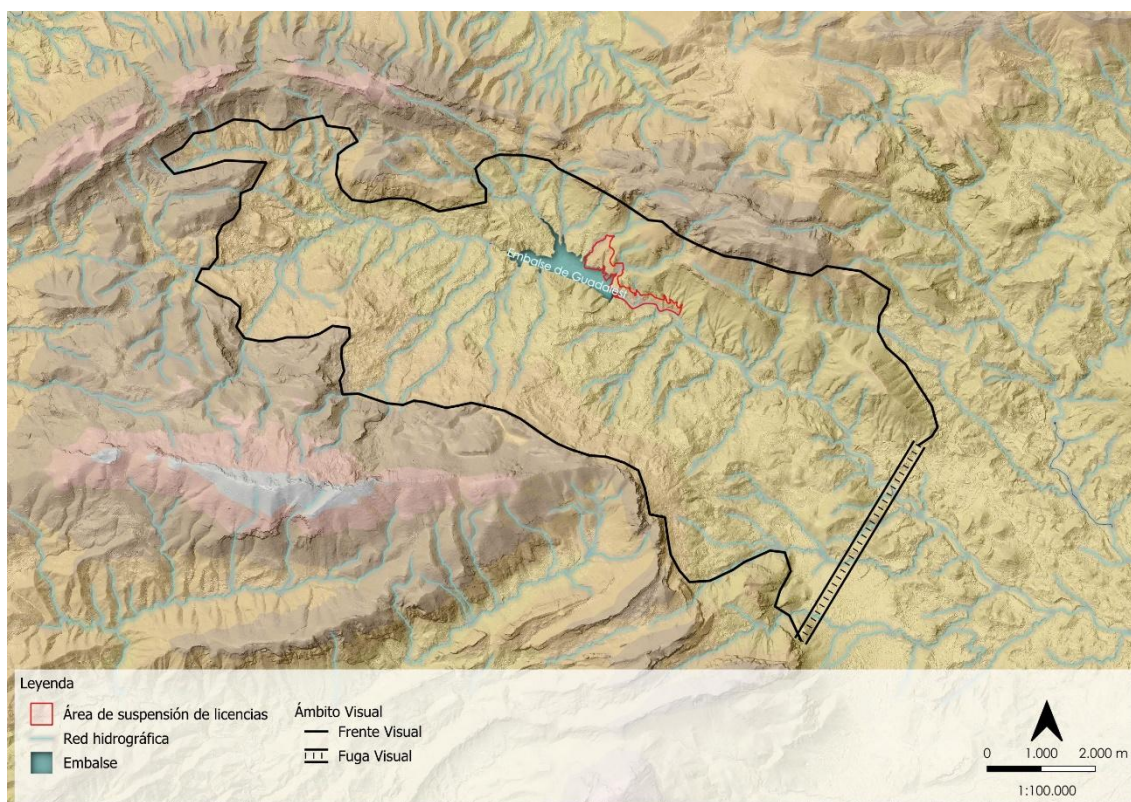 Embalse de Guadalest
Leyenda
Área de suspensión de licencias
Red hidrográfica
Embalse
Ámbito Visual
Frente Visual
Fuga Visual
0 1.000 2.000 m
1:100.000